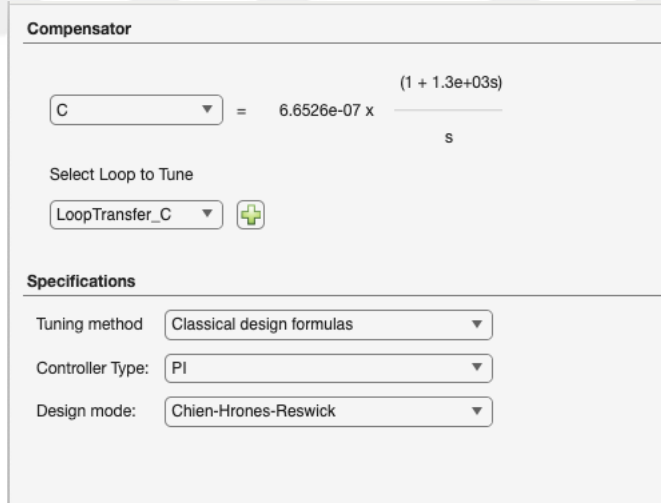 Compensator
(1 + 1.3e+03s)
C = 6.6526e-07 x
s
Select Loop to Tune
LoopTransfer_C
Specifications
Tuning method Classical design formulas
Controller Type: PI
Design mode: Chien-Hrones-Reswick